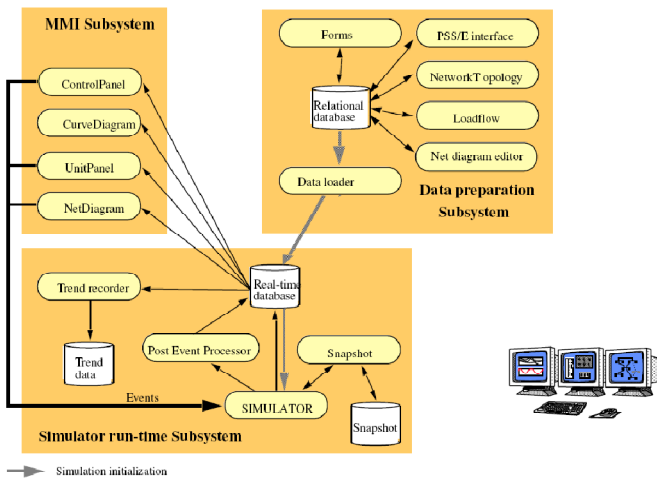 MMI Subsystem
ControlPanel
CurveDiagram
UnitPanel
NetDiagram
Forms
PSS/E interface
NetworkT opology
Relational
database
Loadflow
Net diagram editor
Data loader
Data preparation
Subsystem
Real-time
database
Trend recorder
Post Event Processor
Snapshot
Trend
data
Events
SIMULATOR
Snapshot
Simulator run-time Subsystem
Simulation initialization